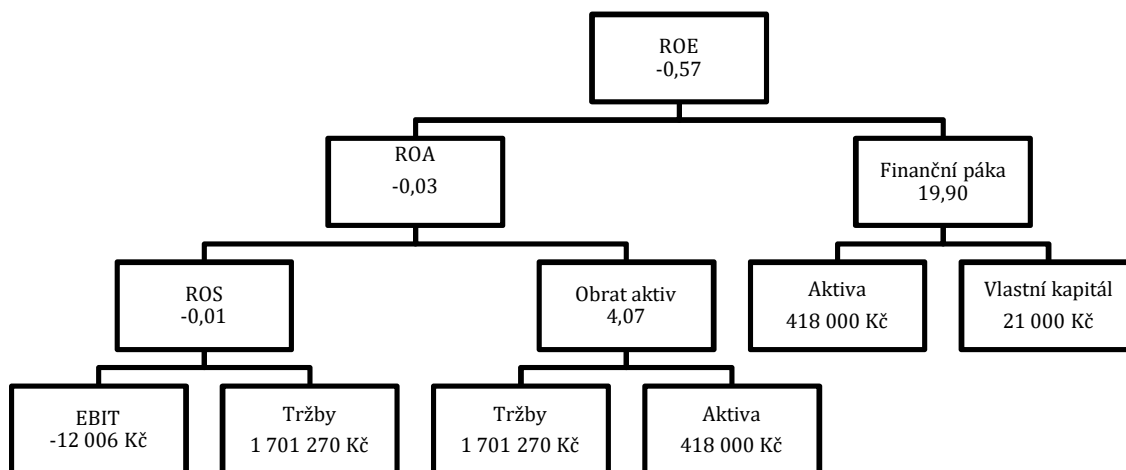 ROE
-0,57
ROA
-0,03
Finanční páka
19,90
ROS
-0,01
Obrat aktiv
4,07
Aktiva
418 000 Kč
Vlastní kapitál
21 000 Kč
EBIT
-12 006 Kč
Tržby
1 701 270 Kč
Tržby
1 701 270 Kč
Aktiva
418 000 Kč